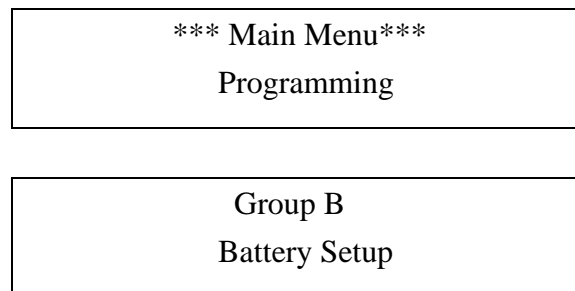 *** Main Menu***
Programming
Group B
Battery Setup